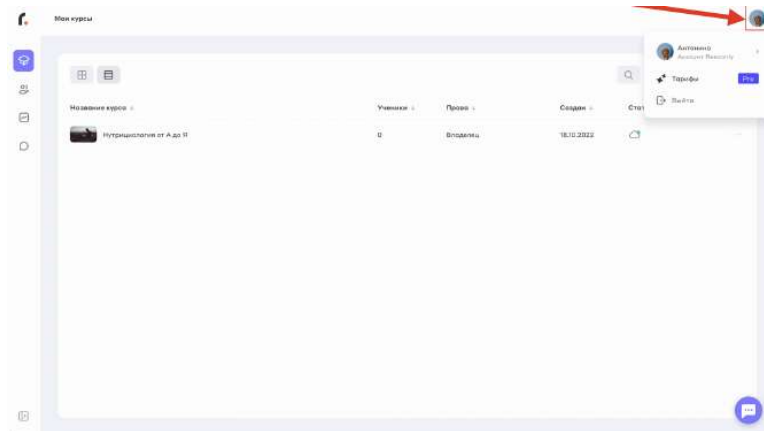 Мои курсы
Антонина
Тарифы
Pro
Выйти
Название курса
Ученики
Права
Создан
Ста
Нутрициология от А до Я
0
Владелец
18.10.2022